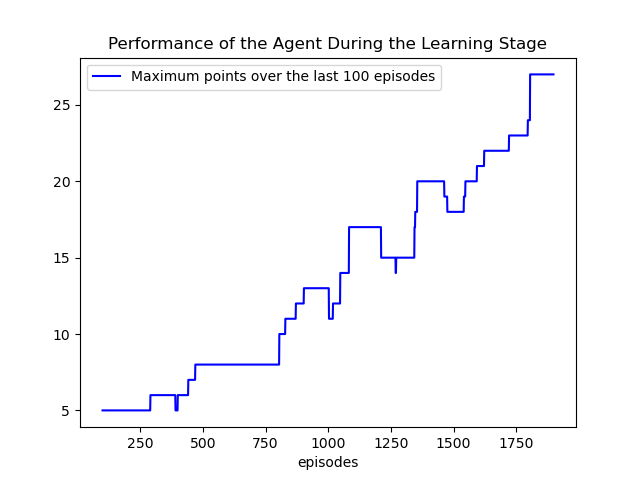 Performance of the Agent During the Learning Stage
Maximum points over the last 100 episodes
25
20
15
10
5
250 500 750 1000 1250 1500 1750
episodes